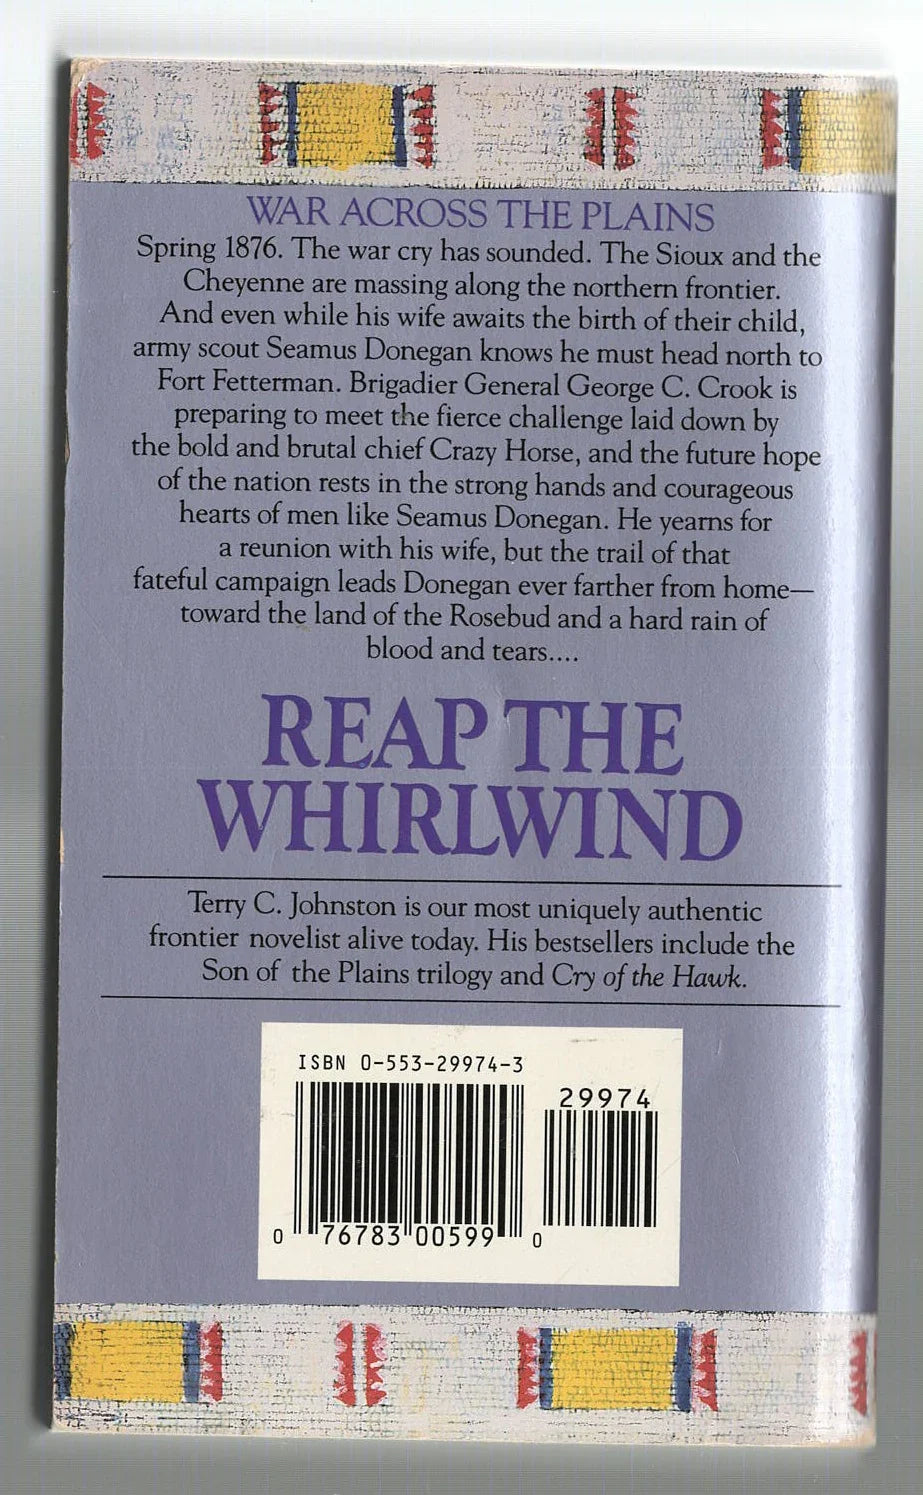 WAR ACROSS THE PLAINS
Spring 1876. The war cry has sounded. The Sioux and the
Cheyenne are massing along the northern frontier.
And even while his wife awaits the birth of their child,
army scout Seamus Donegan knows he must head north to
Fort Fetterman. Brigadier General George C. Crook is
preparing to meet the fierce challenge laid down by
the bold and brutal chief Crazy Horse, and the future hope
of the nation rests in the strong hands and courageous
hearts of men like Seamus Donegan. He yearns for
a reunion with his wife, but the trail of that
fateful campaign leads Donegan ever farther from home—
toward the land of the Rosebud and a hard rain of
blood and tears....
REAP THE
WHIRLWIND
Terry C. Johnston is our most uniquely authentic
frontier novelist alive today. His bestsellers include the
Son of the Plains trilogy and Cry of the Hawk.
ISBN 0-553-29974-3
29974
0 76783 00599 0